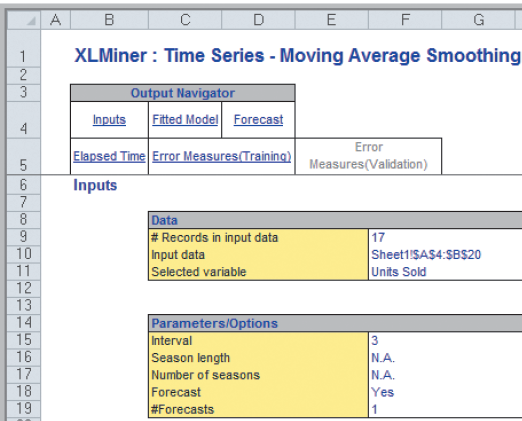 A B C D E F G
1 XLMiner : Time Series - Moving Average Smoothing
2
3 Output Navigator
4 Inputs Fitted Model Forecast
5 Elapsed Time Error Measures(Training) Error Measures(Validation)
6 Inputs
7
8 Data
9 # Records in input data 17
10 Input data Sheet1!$A$4:$B$20
11 Selected variable Units Sold
12
13
14 Parameters/Options
15 Interval 3
16 Season length N.A.
17 Number of seasons N.A.
18 Forecast Yes
19 #Forecasts 1